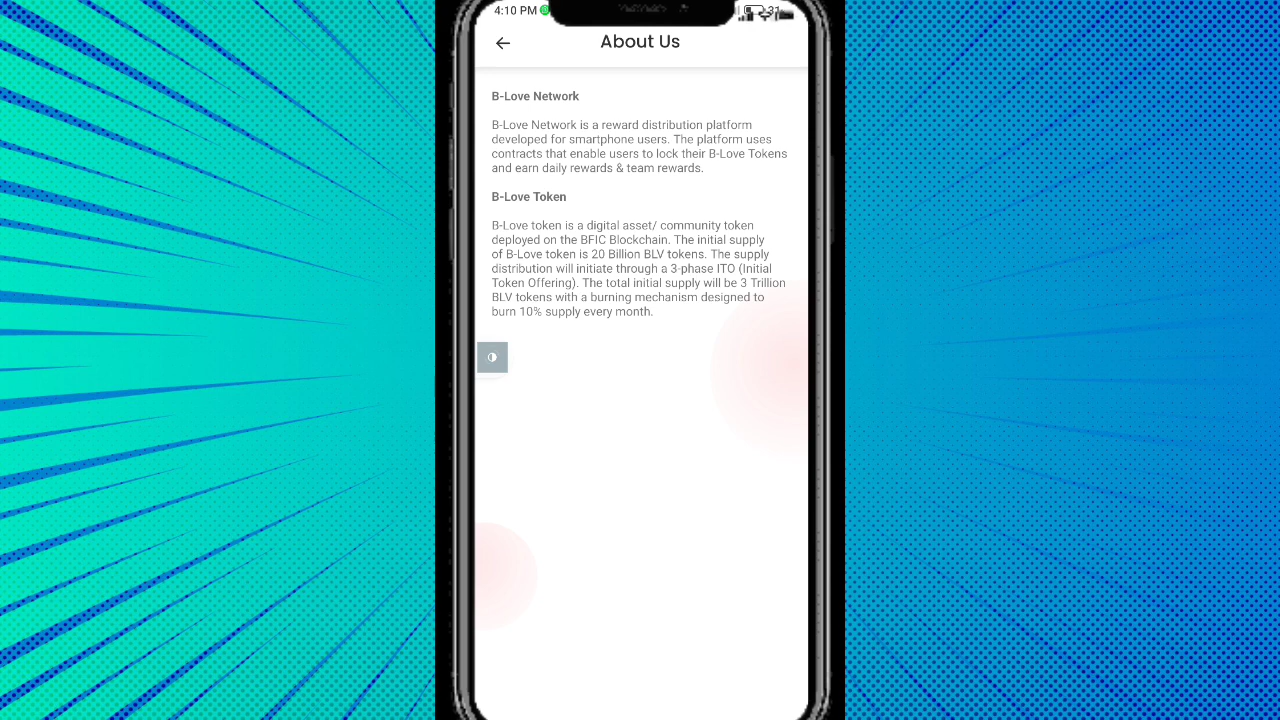 4:10 PM
31
About Us
B-Love Network
B-Love Network is a reward distribution platform
developed for smartphone users. The platform uses
contracts that enable users to lock their B-Love Tokens
and earn daily rewards & team rewards.
B-Love Token
B-Love token is a digital asset/ community token
deployed on the BFIC Blockchain. The initial supply
of B-Love token is 20 Billion BLV tokens. The supply
distribution will initiate through a 3-phase ITO (Initial
Token Offering). The total initial supply will be 3 Trillion
BLV tokens with a burning mechanism designed to
burn 10% supply every month.